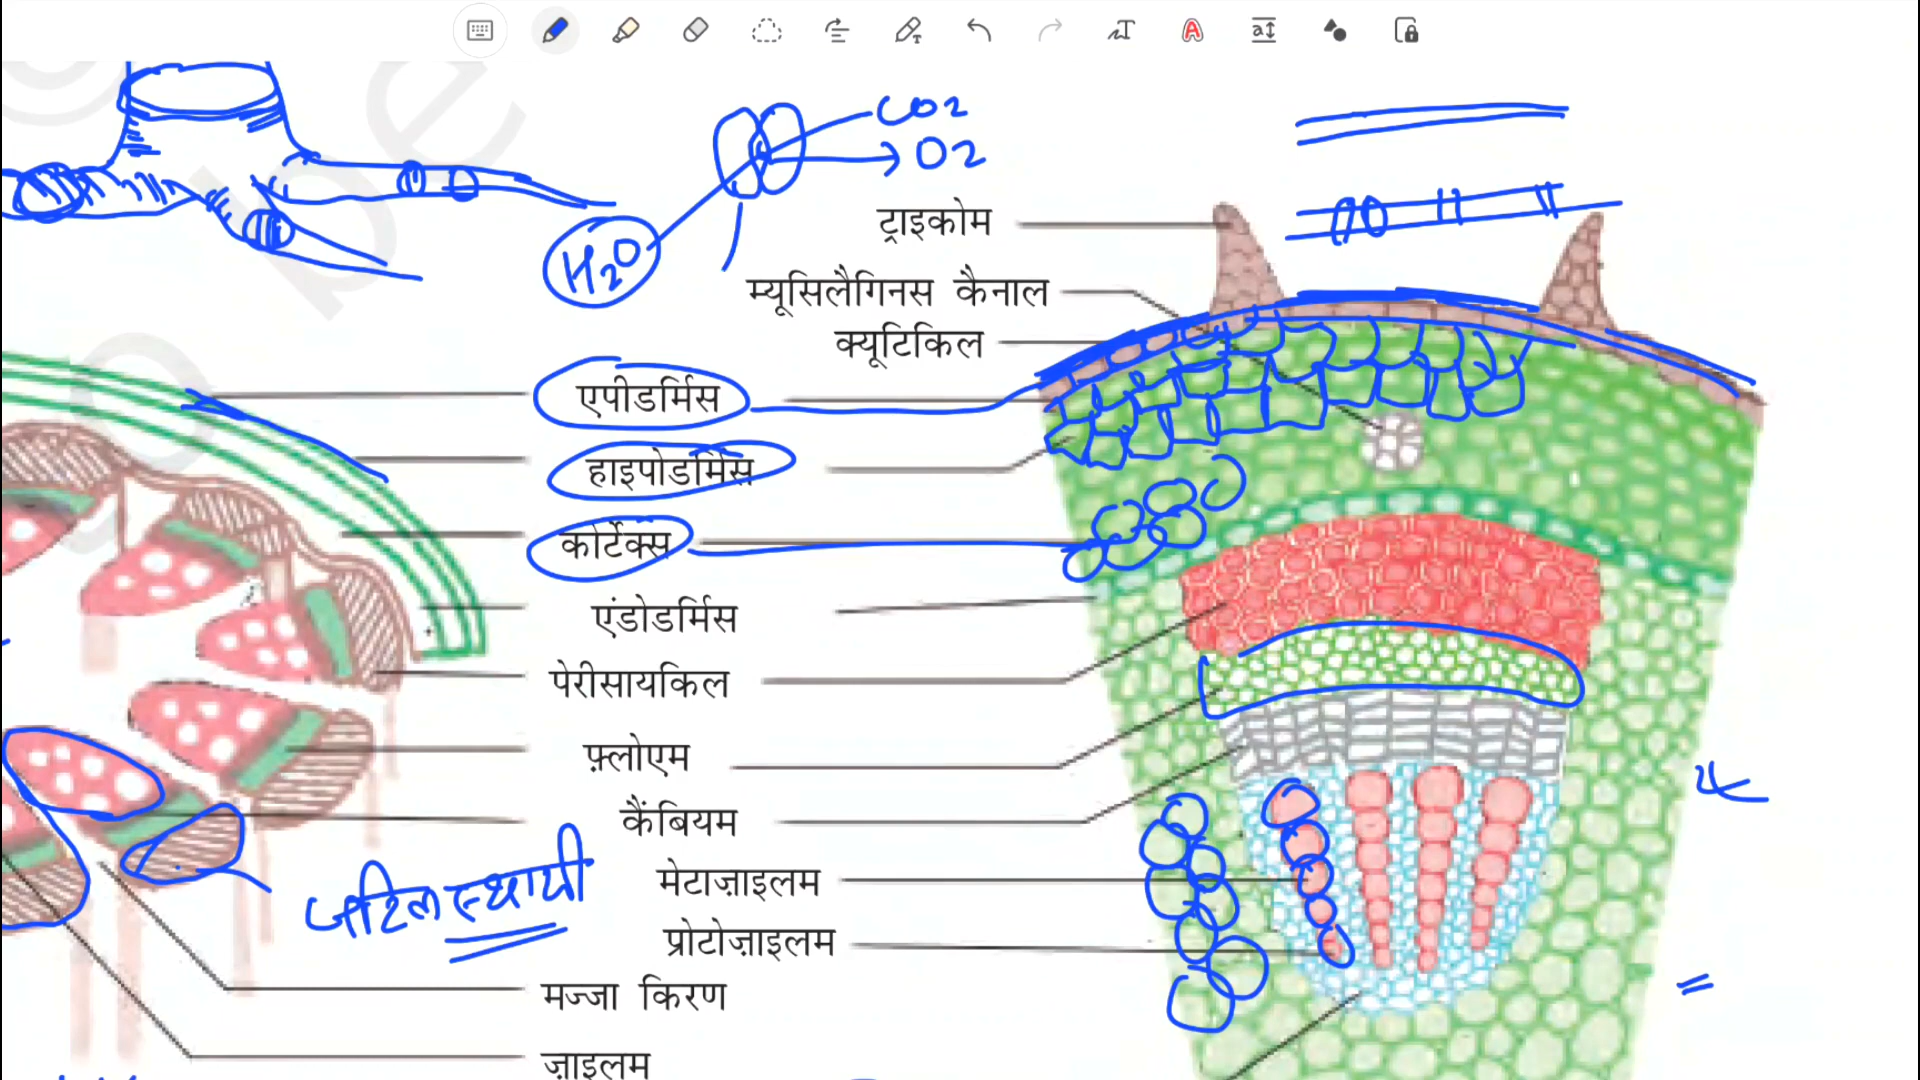 CO2
O2
H2O
ट्राइकोम
म्यूसिलैगिनस कैनाल
क्यूटिकिल
एपीडर्मिस
हाइपोडर्मिस
कोर्टेक्स
एंडोडर्मिस
पेरीसायकिल
फ़्लोएम
कैंबियम
जटिल स्थायी
मेटाज़ाइलम
प्रोटोज़ाइलम
मज्जा किरण
ज़ाइलम